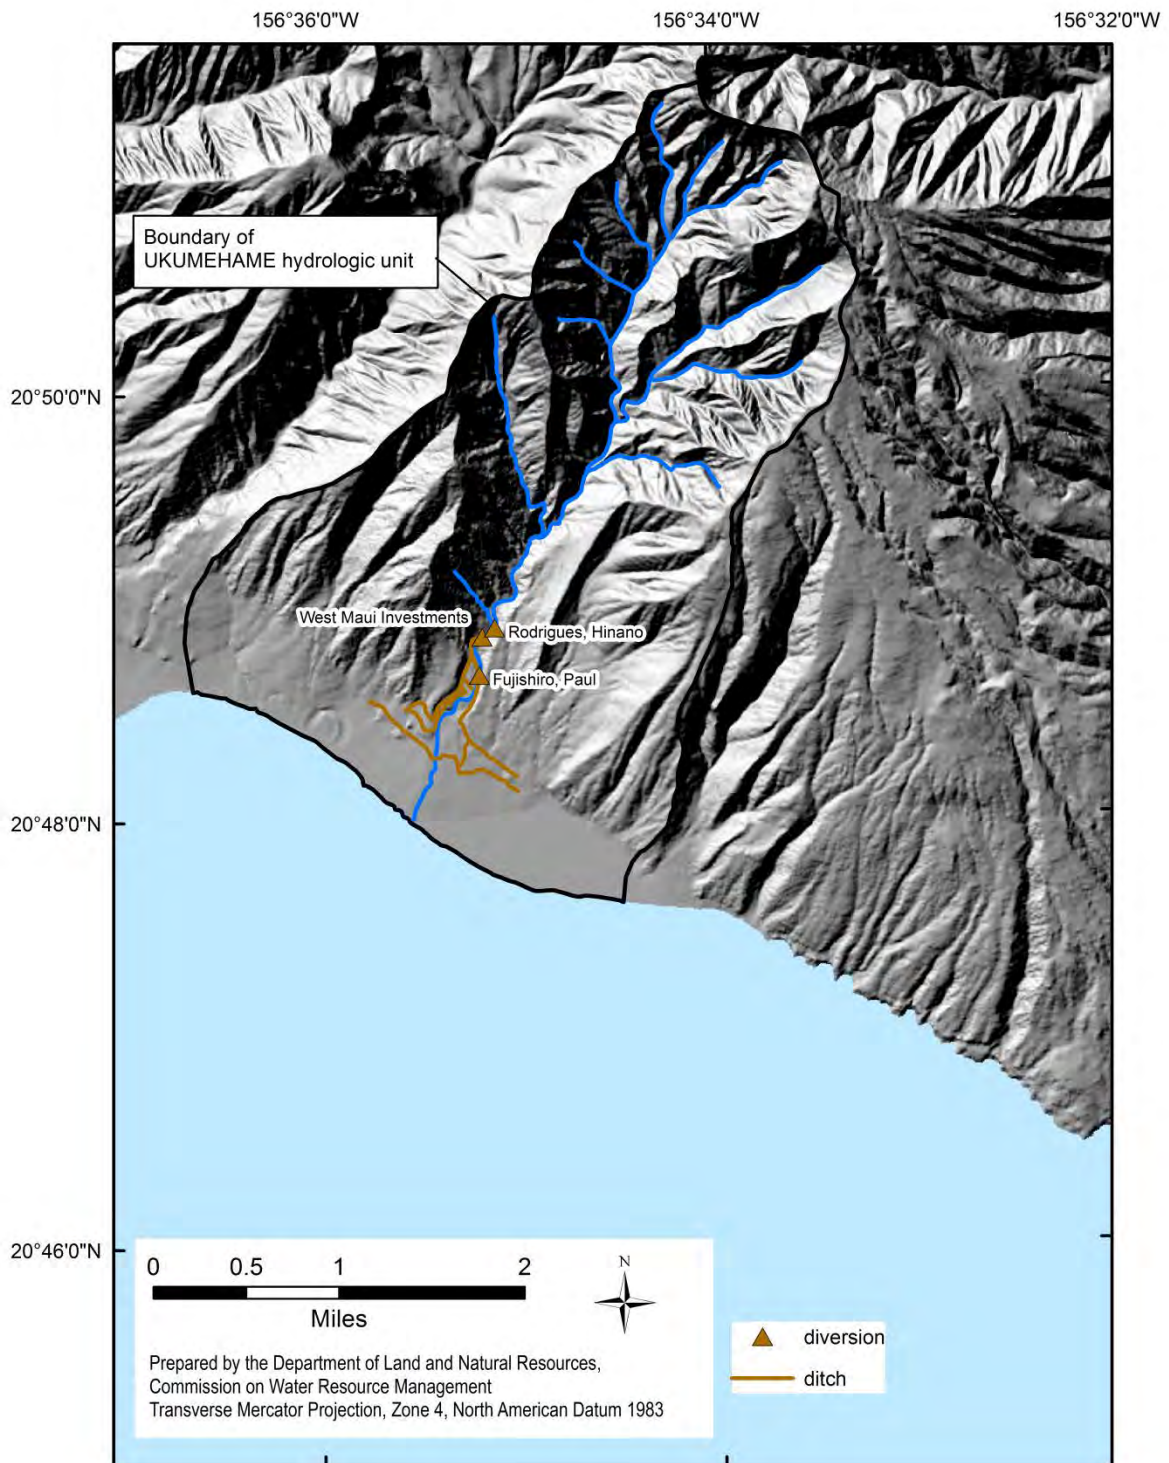 156°36'0"W
156°34'0"W
156°32'0"W
Boundary of
UKUMEHAME hydrologic unit
20°50'0"N
West Maui Investments
Rodrigues, Hinano
Fujishiro, Paul
20°48'0"N
20°46'0"N
0 0.5 1 2
Miles
N
Prepared by the Department of Land and Natural Resources,
Commission on Water Resource Management
Transverse Mercator Projection, Zone 4, North American Datum 1983
diversion
ditch